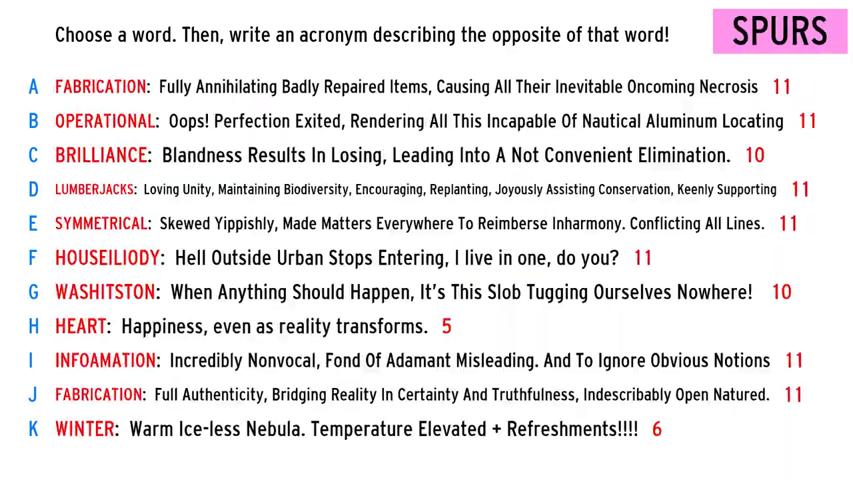 Choose a word. Then, write an acronym describing the opposite of that word!
SPURS
A FABRICATION: Fully Annihilating Badly Repaired Items, Causing All Their Inevitable Oncoming Necrosis 11
B OPERATIONAL: Oops! Perfection Exited, Rendering All This Incapable Of Nautical Aluminum Locating 11
C BRILLIANCE: Blandness Results In Losing, Leading Into A Not Convenient Elimination. 10
D LUMBERJACKS: Loving Unity, Maintaining Biodiversity, Encouraging, Replanting, Joyously Assisting Conservation, Keenly Supporting 11
E SYMMETRICAL: Skewed Yippishly, Made Matters Everywhere To Reimberse Inharmony. Conflicting All Lines. 11
F HOUSEILIODY: Hell Outside Urban Stops Entering, I live in one, do you? 11
G WASHITSTON: When Anything Should Happen, It's This Slob Tugging Ourselves Nowhere! 10
H HEART: Happiness, even as reality transforms. 5
I INFOAMATION: Incredibly Nonvocal, Fond Of Adamant Misleading. And To Ignore Obvious Notions 11
J FABRICATION: Full Authenticity, Bridging Reality In Certainty And Truthfulness, Indescribably Open Natured. 11
K WINTER: Warm Ice-less Nebula. Temperature Elevated + Refreshments!!!! 6